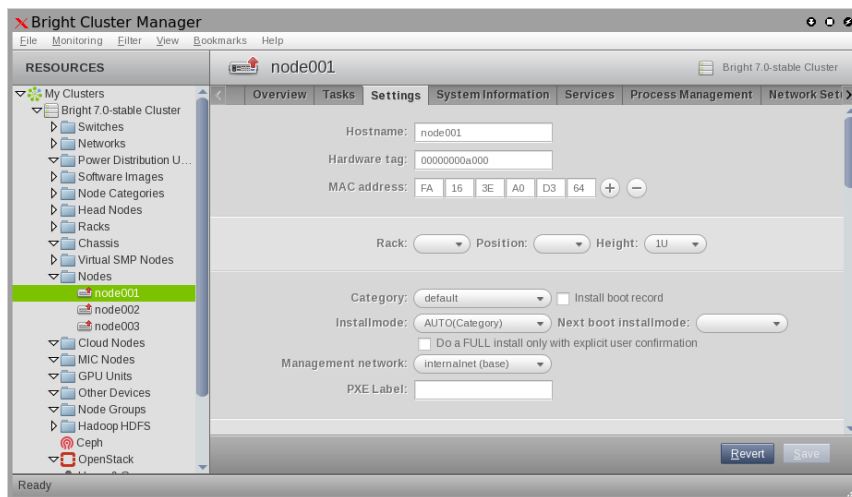 Bright Cluster Manager
File Monitoring Filter View Bookmarks Help
RESOURCES
My Clusters
Bright 7.0-stable Cluster
Switches
Networks
Power Distribution U...
Software Images
Node Categories
Head Nodes
Racks
Chassis
Virtual SMP Nodes
Nodes
node001
node002
node003
Cloud Nodes
MIC Nodes
GPU Units
Other Devices
Node Groups
Hadoop HDFS
Ceph
OpenStack
node001
Bright 7.0-stable Cluster
Overview Tasks Settings System Information Services Process Management Network Set
Hostname: node001
Hardware tag: 00000000a000
MAC address: FA 16 3E A0 D3 64
Rack: Position: Height: 1U
Category: default Install boot record
Installmode: AUTO(Category) Next boot installmode:
Do a FULL install only with explicit user confirmation
Management network: internalnet (base)
PXE Label:
Revert Save
Ready